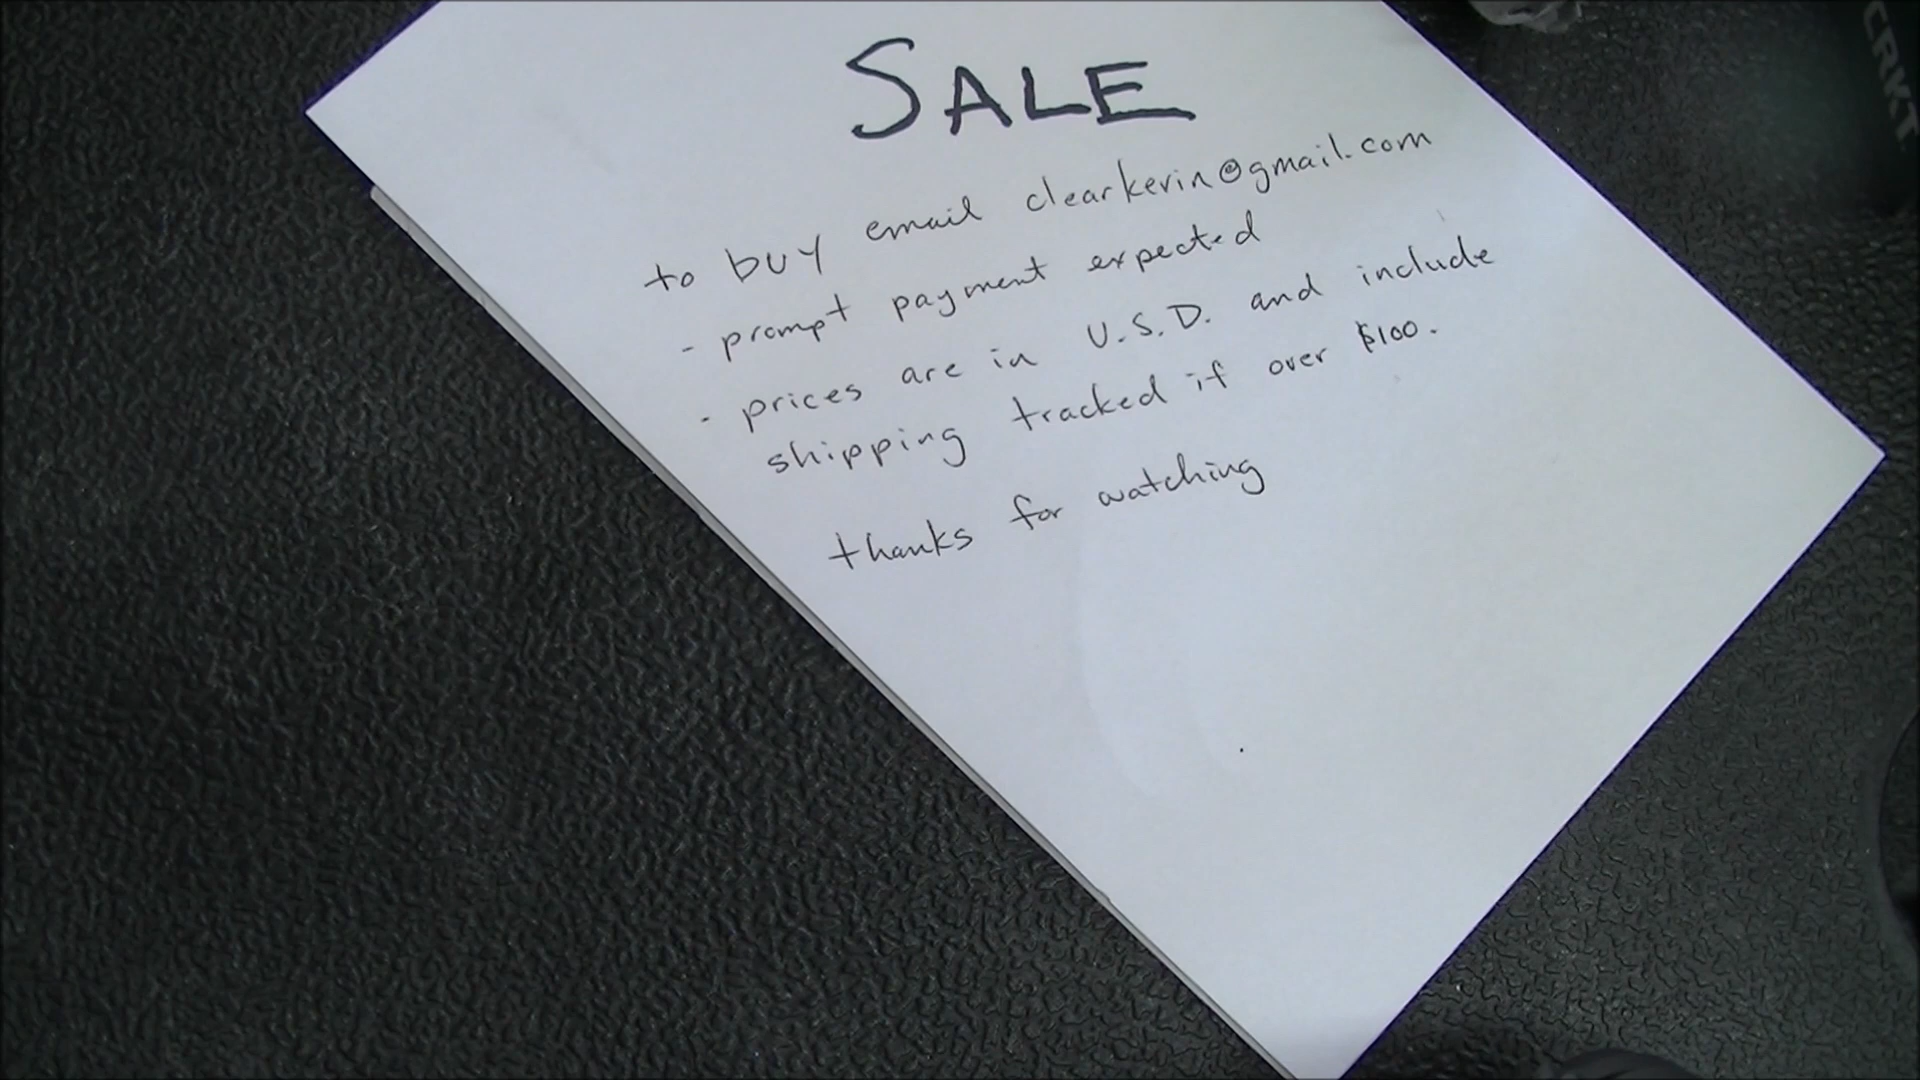 SALE
to buy email clearkevin@gmail.com
- prompt payment expected
- prices are in U.S.D. and include
shipping tracked if over $100.
thanks for watching
CRKT